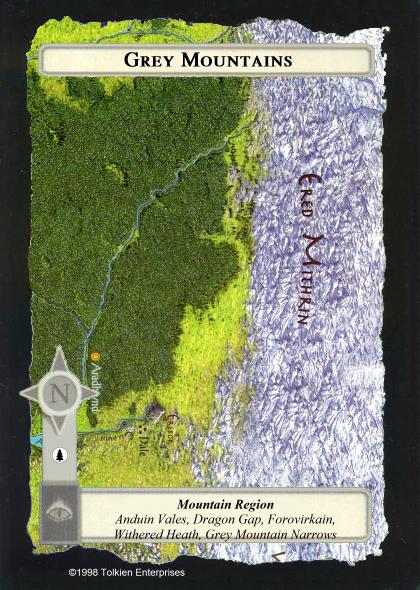 GREY MOUNTAINS
ERED MITHRIN
N
Dale
Mountain Region
Anduin Vales, Dragon Gap, Forovirkain,
Withered Heath, Grey Mountain Narrows
©1998 Tolkien Enterprises